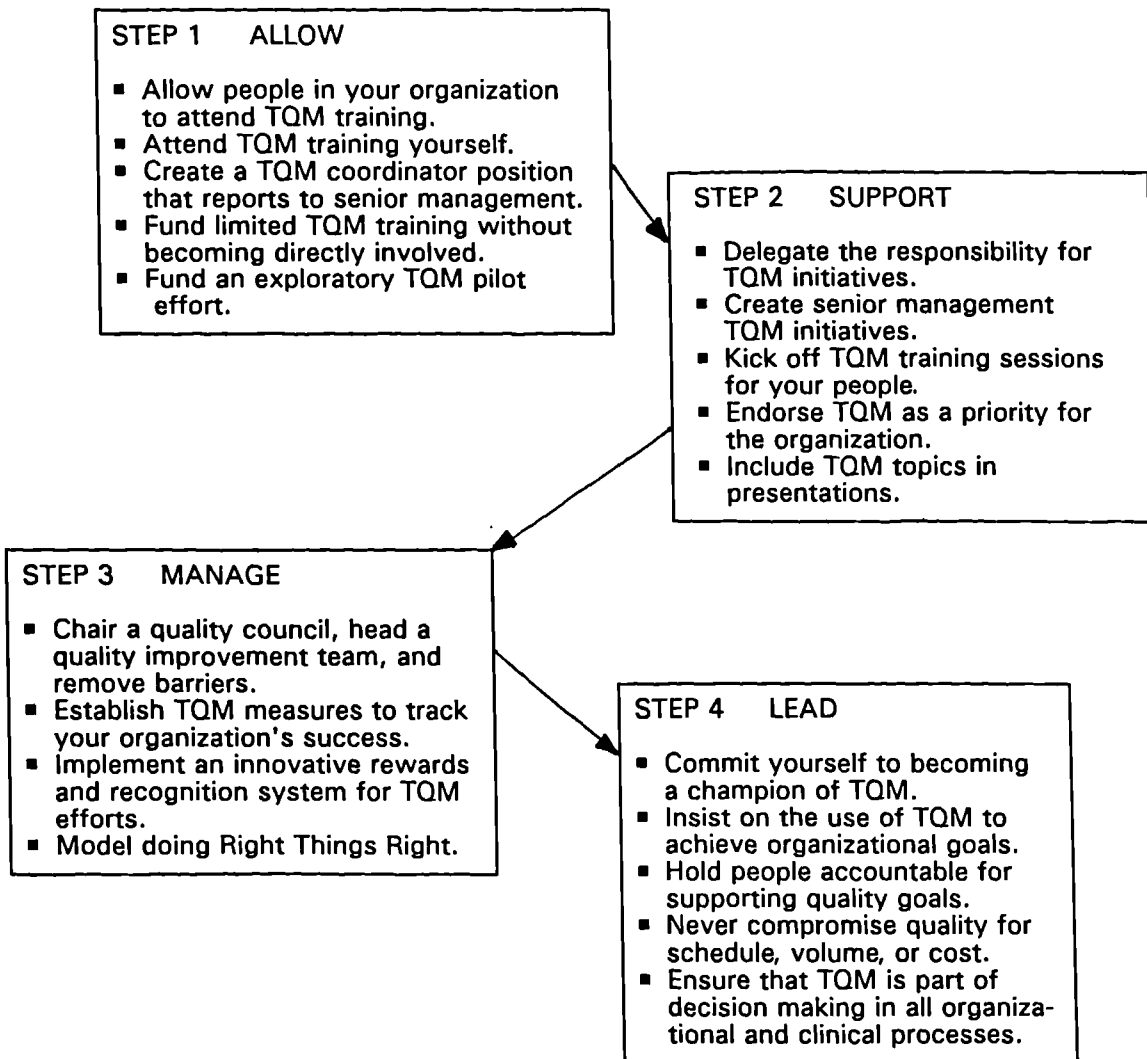 STEP 1 ALLOW
▪ Allow people in your organization
to attend TQM training.
▪ Attend TQM training yourself.
▪ Create a TQM coordinator position
that reports to senior management.
▪ Fund limited TQM training without
becoming directly involved.
▪ Fund an exploratory TQM pilot
effort.
STEP 2 SUPPORT
▪ Delegate the responsibility for
TQM initiatives.
▪ Create senior management
TQM initiatives.
▪ Kick off TQM training sessions
for your people.
▪ Endorse TQM as a priority for
the organization.
▪ Include TQM topics in
presentations.
STEP 3 MANAGE
▪ Chair a quality council, head a
quality improvement team, and
remove barriers.
▪ Establish TQM measures to track
your organization's success.
▪ Implement an innovative rewards
and recognition system for TQM
efforts.
▪ Model doing Right Things Right.
STEP 4 LEAD
▪ Commit yourself to becoming
a champion of TQM.
▪ Insist on the use of TQM to
achieve organizational goals.
▪ Hold people accountable for
supporting quality goals.
▪ Never compromise quality for
schedule, volume, or cost.
▪ Ensure that TQM is part of
decision making in all organiza-
tional and clinical processes.